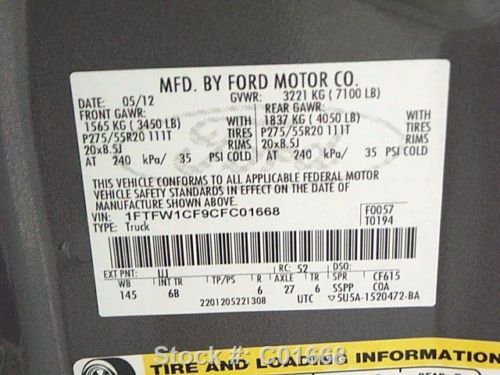 MFD. BY FORD MOTOR CO.
DATE: 05/12 GVWR: 3221 KG ( 7100 LB)
FRONT GAWR: REAR GAWR:
1565 KG ( 3450 LB) WITH 1837 KG ( 4050 LB) WITH
P275/55R20 111T TIRES P275/55R20 111T TIRES
20x8.5J RIMS 20x8.5J RIMS
AT 240 kPa/ 35 PSI COLD AT 240 kPa/ 35 PSI COLD
THIS VEHICLE CONFORMS TO ALL APPLICABLE FEDERAL MOTOR
VEHICLE SAFETY STANDARDS IN EFFECT ON THE DATE OF
MANUFACTURE SHOWN ABOVE.
VIN: 1FTFW1CF9CFC01668 F0057
TYPE: Truck T0194
EXT PNT: UJ RC: 52 DSO:
WB INT TR TP/PS R AXLE TR SPR CF615
145 6B 6 27 6 SSPP COA
2201205221308 UTC 5U5A-1520472-BA
TIRE AND LOADING INFORMATION
Stock #: C01668